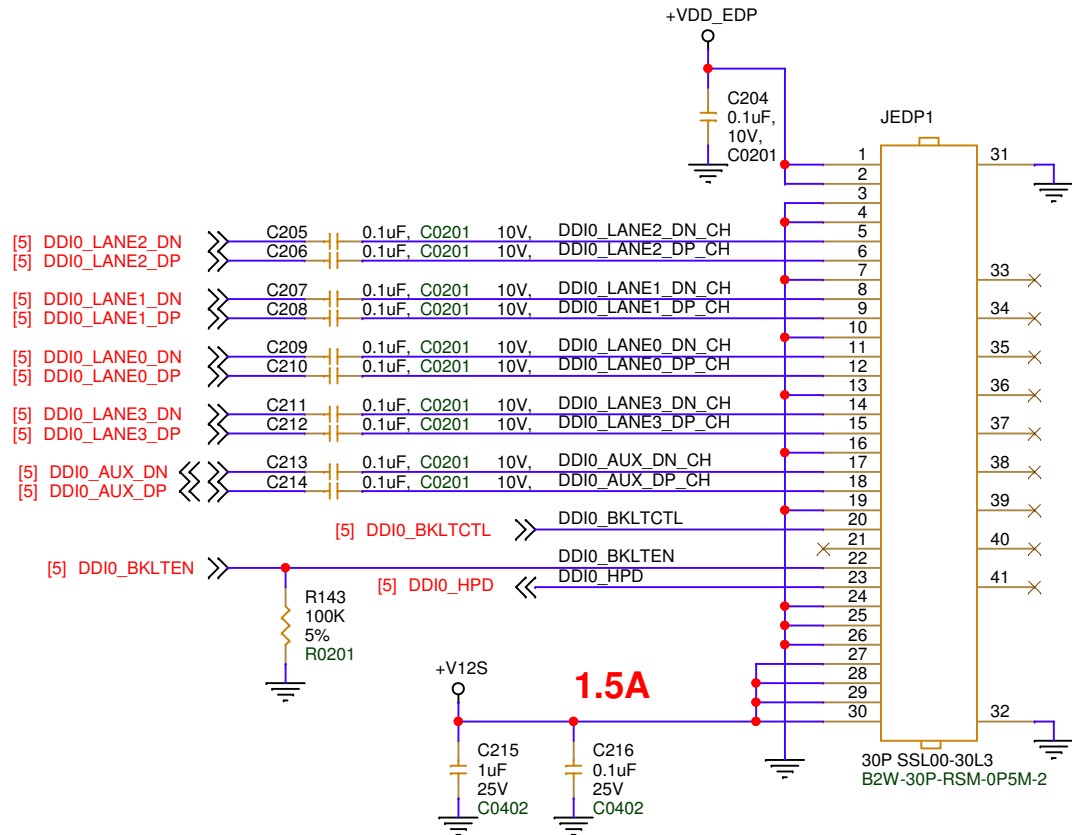 +VDD_EDP
C204
0.1uF,
10V,
C0201
JEDP1
1
31
2
3
4
[5] DDI0_LANE2_DN C205 0.1uF, C0201 10V, DDI0_LANE2_DN_CH 5
[5] DDI0_LANE2_DP C206 0.1uF, C0201 10V, DDI0_LANE2_DP_CH 6
7 33
[5] DDI0_LANE1_DN C207 0.1uF, C0201 10V, DDI0_LANE1_DN_CH 8
[5] DDI0_LANE1_DP C208 0.1uF, C0201 10V, DDI0_LANE1_DP_CH 9 34
10
[5] DDI0_LANE0_DN C209 0.1uF, C0201 10V, DDI0_LANE0_DN_CH 11 35
[5] DDI0_LANE0_DP C210 0.1uF, C0201 10V, DDI0_LANE0_DP_CH 12
13 36
[5] DDI0_LANE3_DN C211 0.1uF, C0201 10V, DDI0_LANE3_DN_CH 14
[5] DDI0_LANE3_DP C212 0.1uF, C0201 10V, DDI0_LANE3_DP_CH 15 37
16
[5] DDI0_AUX_DN C213 0.1uF, C0201 10V, DDI0_AUX_DN_CH 17 38
[5] DDI0_AUX_DP C214 0.1uF, C0201 10V, DDI0_AUX_DP_CH 18
19 39
[5] DDI0_BKLTCTL DDI0_BKLTCTL 20
21 40
[5] DDI0_BKLTEN DDI0_BKLTEN 22
[5] DDI0_HPD DDI0_HPD 23 41
24
25
26
27
28
29
30 32
R143
100K
5%
R0201
+V12S
1.5A
C215
1uF
25V
C0402
C216
0.1uF
25V
C0402
30P SSL00-30L3
B2W-30P-RSM-0P5M-2